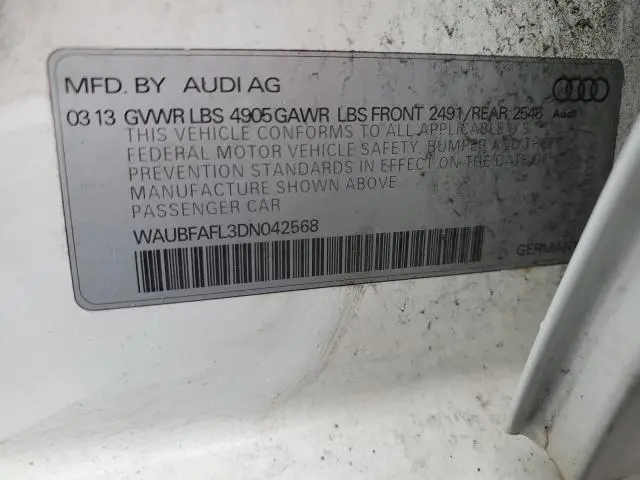 MFD. BY AUDI AG
03 13 GVWR LBS 4905 GAWR LBS FRONT 2491/REAR 2546 Audi
THIS VEHICLE CONFORMS TO ALL APPLICABLE U.S.
FEDERAL MOTOR VEHICLE SAFETY, BUMPER AND THEFT
PREVENTION STANDARDS IN EFFECT ON THE DATE OF
MANUFACTURE SHOWN ABOVE
PASSENGER CAR
WAUBFAFL3DN042568
GERMANY